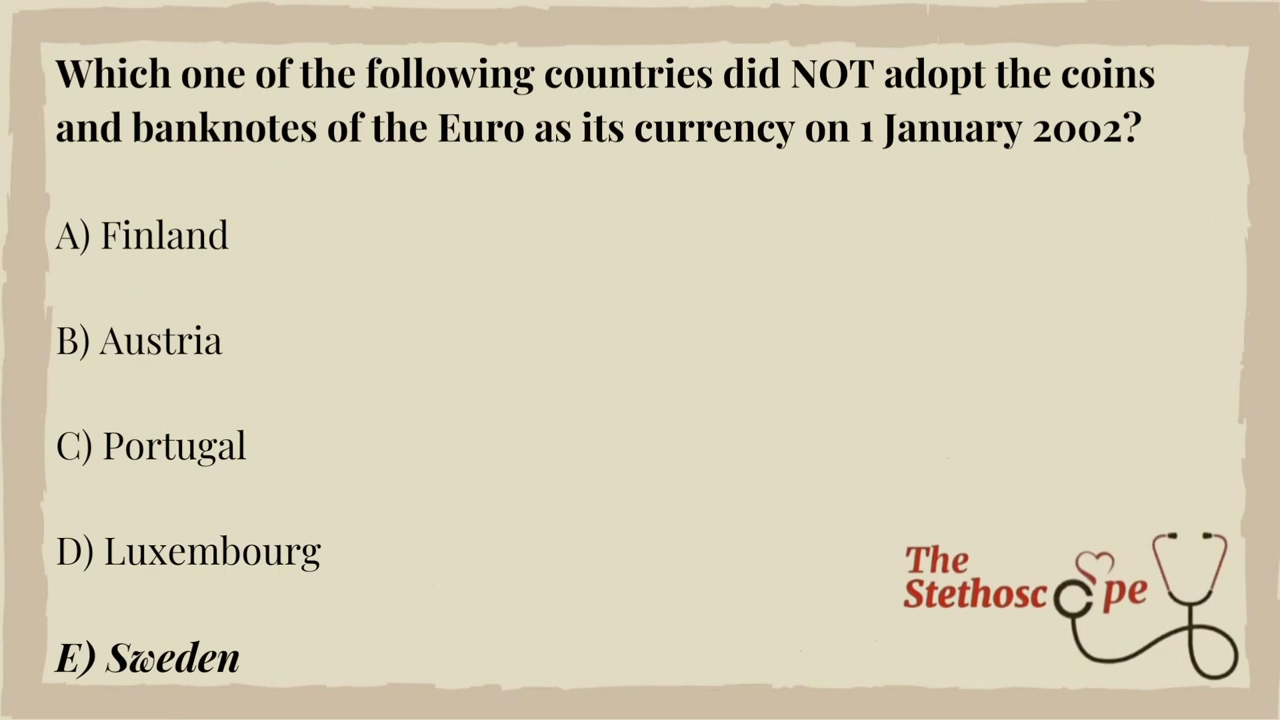 Which one of the following countries did NOT adopt the coins
and banknotes of the Euro as its currency on 1 January 2002?
A) Finland
B) Austria
C) Portugal
D) Luxembourg
E) Sweden
The
Stethoscope